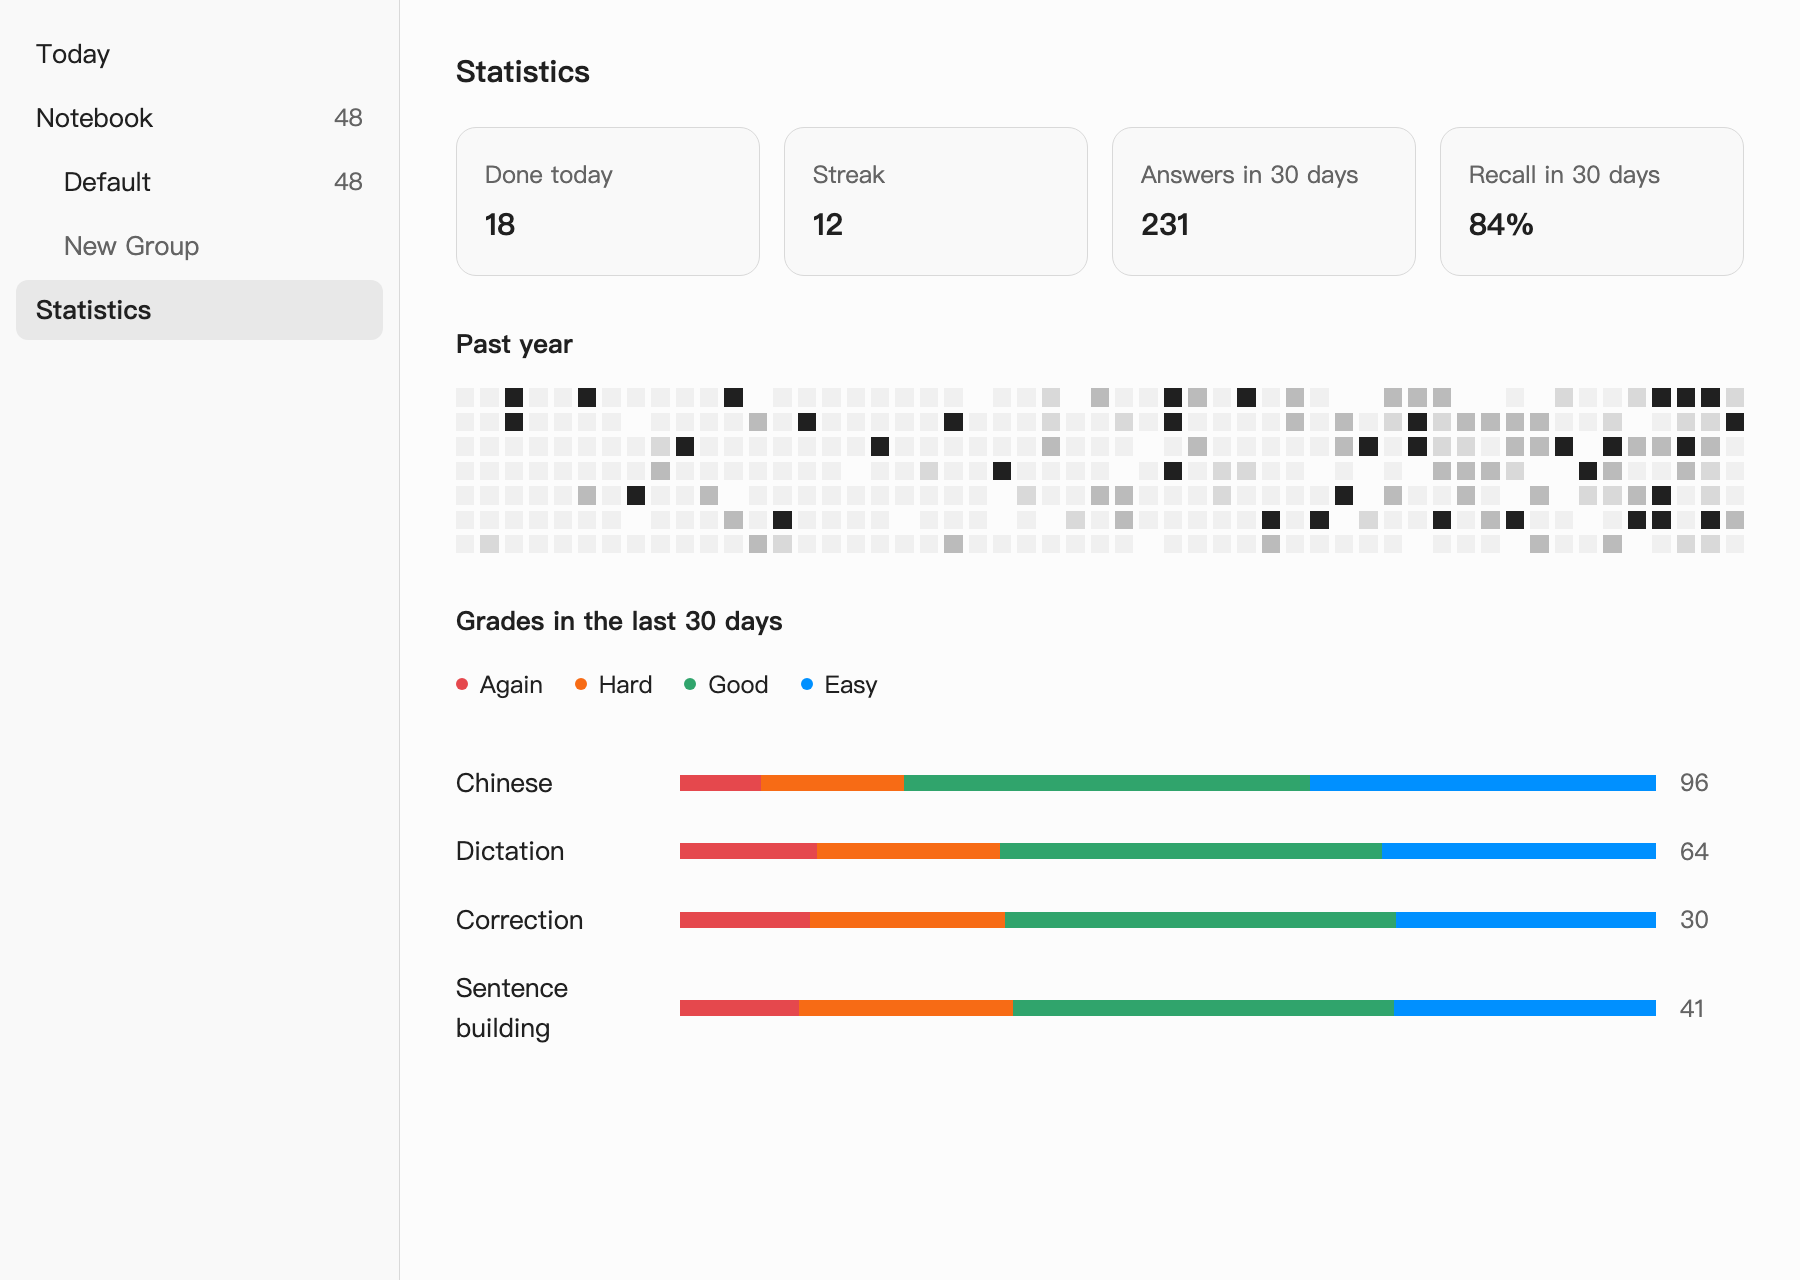 Today
Notebook 48
Default 48
New Group
Statistics
Statistics
Done today
18
Streak
12
Answers in 30 days
231
Recall in 30 days
84%
Past year
Grades in the last 30 days
Again Hard Good Easy
Chinese 96
Dictation 64
Correction 30
Sentence
building 41